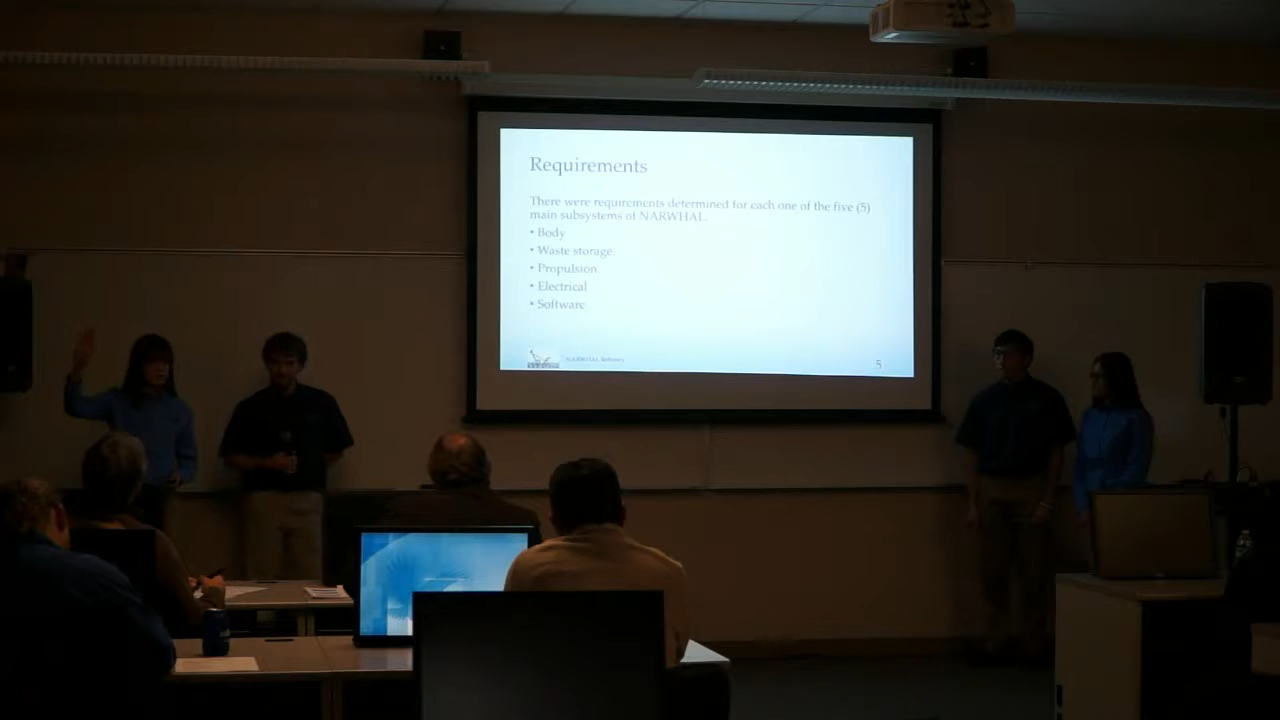 Requirements
There were requirements determined for each one of the five (5)
main subsystems of NARWHAL.
• Body
• Waste storage
• Propulsion
• Electrical
• Software
NARWHAL
5